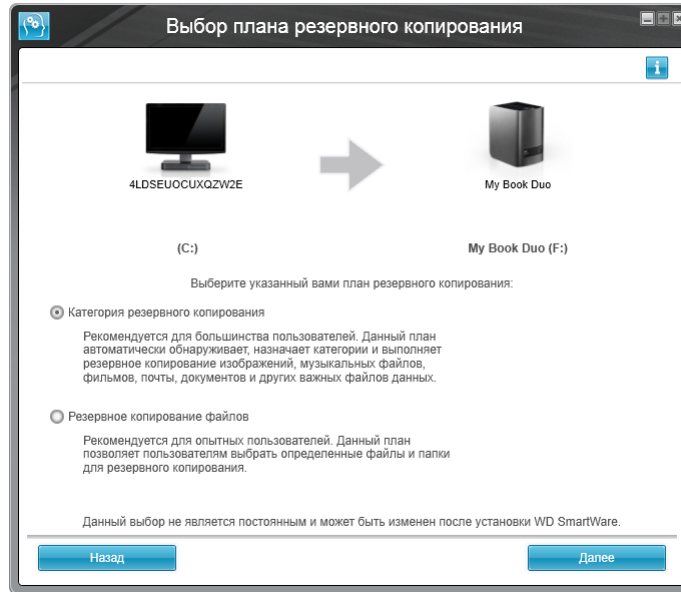 Выбор плана резервного копирования
4LDSEUOCUXQZW2E
My Book Duo
(C:)
My Book Duo (F:)
Выберите указанный вами план резервного копирования:
Категория резервного копирования
Рекомендуется для большинства пользователей. Данный план
автоматически обнаруживает, назначает категории и выполняет
резервное копирование изображений, музыкальных файлов,
фильмов, почты, документов и других важных файлов данных.
Резервное копирование файлов
Рекомендуется для опытных пользователей. Данный план
позволяет пользователям выбрать определенные файлы и папки
для резервного копирования.
Данный выбор не является постоянным и может быть изменен после установки WD SmartWare.
Назад
Далее